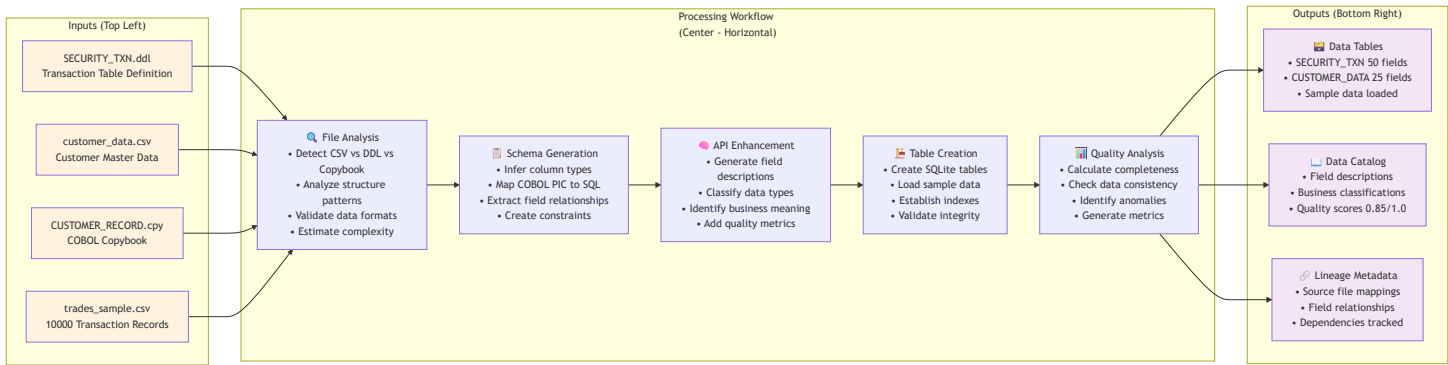 Inputs (Top Left)
SECURITY_TXN.ddl
Transaction Table Definition
customer_data.csv
Customer Master Data
CUSTOMER_RECORD.cpy
COBOL Copybook
trades_sample.csv
10000 Transaction Records
Processing Workflow
(Center - Horizontal)
🔍 File Analysis
• Detect CSV vs DDL vs
Copybook
• Analyze structure
patterns
• Validate data formats
• Estimate complexity
📋 Schema Generation
• Infer column types
• Map COBOL PIC to SQL
• Extract field relationships
• Create constraints
🧠 API Enhancement
• Generate field
descriptions
• Classify data types
• Identify business meaning
• Add quality metrics
🏗️ Table Creation
• Create SQLite tables
• Load sample data
• Establish indexes
• Validate integrity
📊 Quality Analysis
• Calculate completeness
• Check data consistency
• Identify anomalies
• Generate metrics
Outputs (Bottom Right)
🗃️ Data Tables
• SECURITY_TXN 50 fields
• CUSTOMER_DATA 25 fields
• Sample data loaded
📖 Data Catalog
• Field descriptions
• Business classifications
• Quality scores 0.85/1.0
🔗 Lineage Metadata
• Source file mappings
• Field relationships
• Dependencies tracked